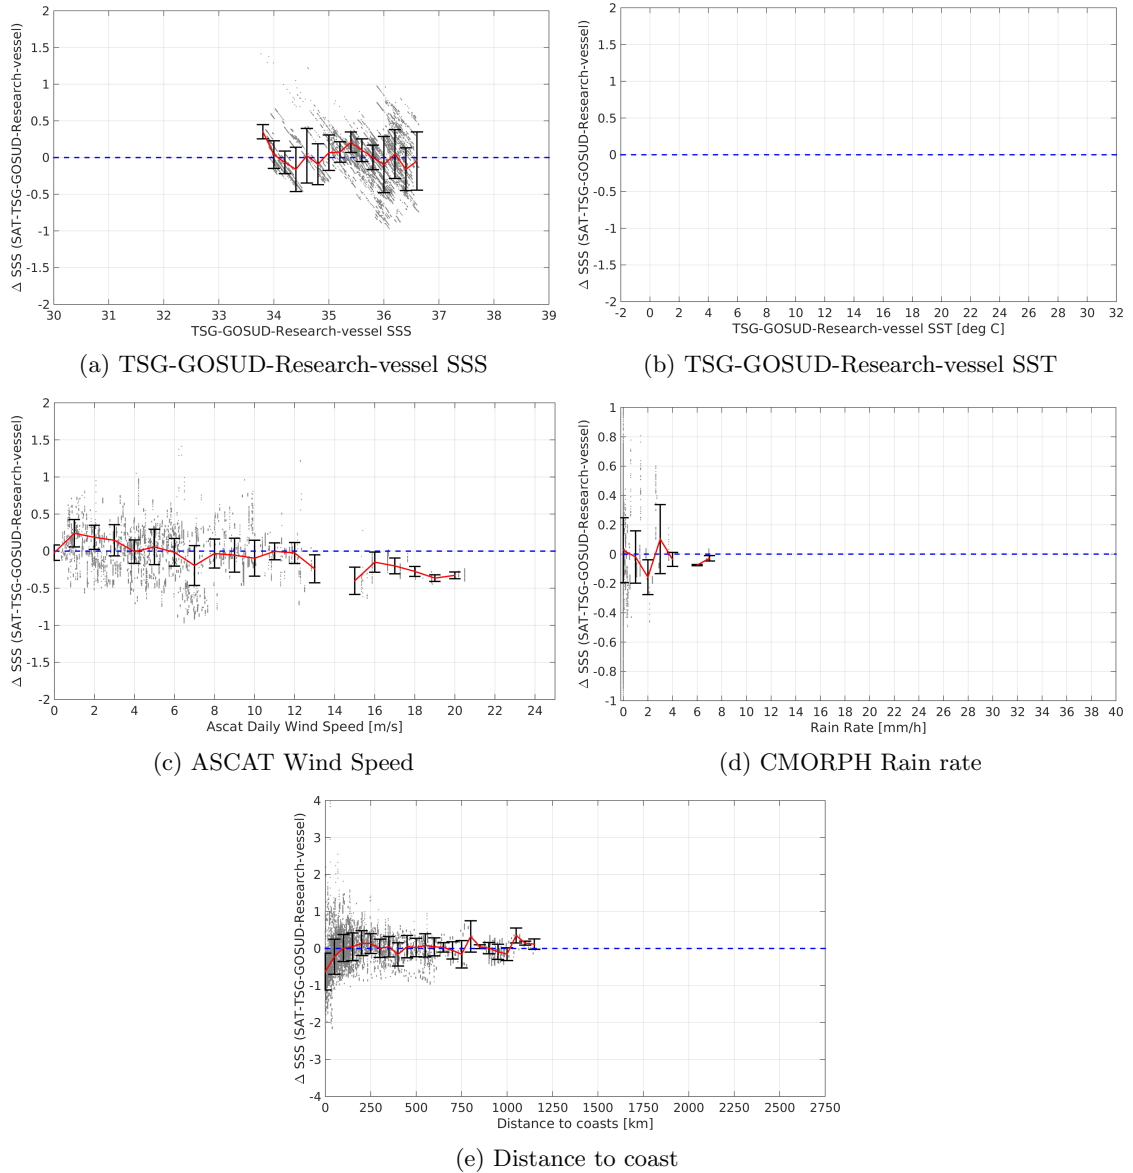 2
1.5
1
0.5
0
-0.5
-1
-1.5
-2
Δ SSS (SAT-TSG-GOSUD-Research-vessel)
30 31 32 33 34 35 36 37 38 39
TSG-GOSUD-Research-vessel SSS
(a) TSG-GOSUD-Research-vessel SSS
2
1.5
1
0.5
0
-0.5
-1
-1.5
-2
Δ SSS (SAT-TSG-GOSUD-Research-vessel)
-2 0 2 4 6 8 10 12 14 16 18 20 22 24 26 28 30 32
TSG-GOSUD-Research-vessel SST [deg C]
(b) TSG-GOSUD-Research-vessel SST
2
1.5
1
0.5
0
-0.5
-1
-1.5
-2
Δ SSS (SAT-TSG-GOSUD-Research-vessel)
0 2 4 6 8 10 12 14 16 18 20 22 24
Ascat Daily Wind Speed [m/s]
(c) ASCAT Wind Speed
1
0.8
0.6
0.4
0.2
0
-0.2
-0.4
-0.6
-0.8
-1
Δ SSS (SAT-TSG-GOSUD-Research-vessel)
0 2 4 6 8 10 12 14 16 18 20 22 24 26 28 30 32 34 36 38 40
Rain Rate [mm/h]
(d) CMORPH Rain rate
4
3
2
1
0
-1
-2
-3
-4
Δ SSS (SAT-TSG-GOSUD-Research-vessel)
0 250 500 750 1000 1250 1500 1750 2000 2250 2500 2750
Distance to coasts [km]
(e) Distance to coast